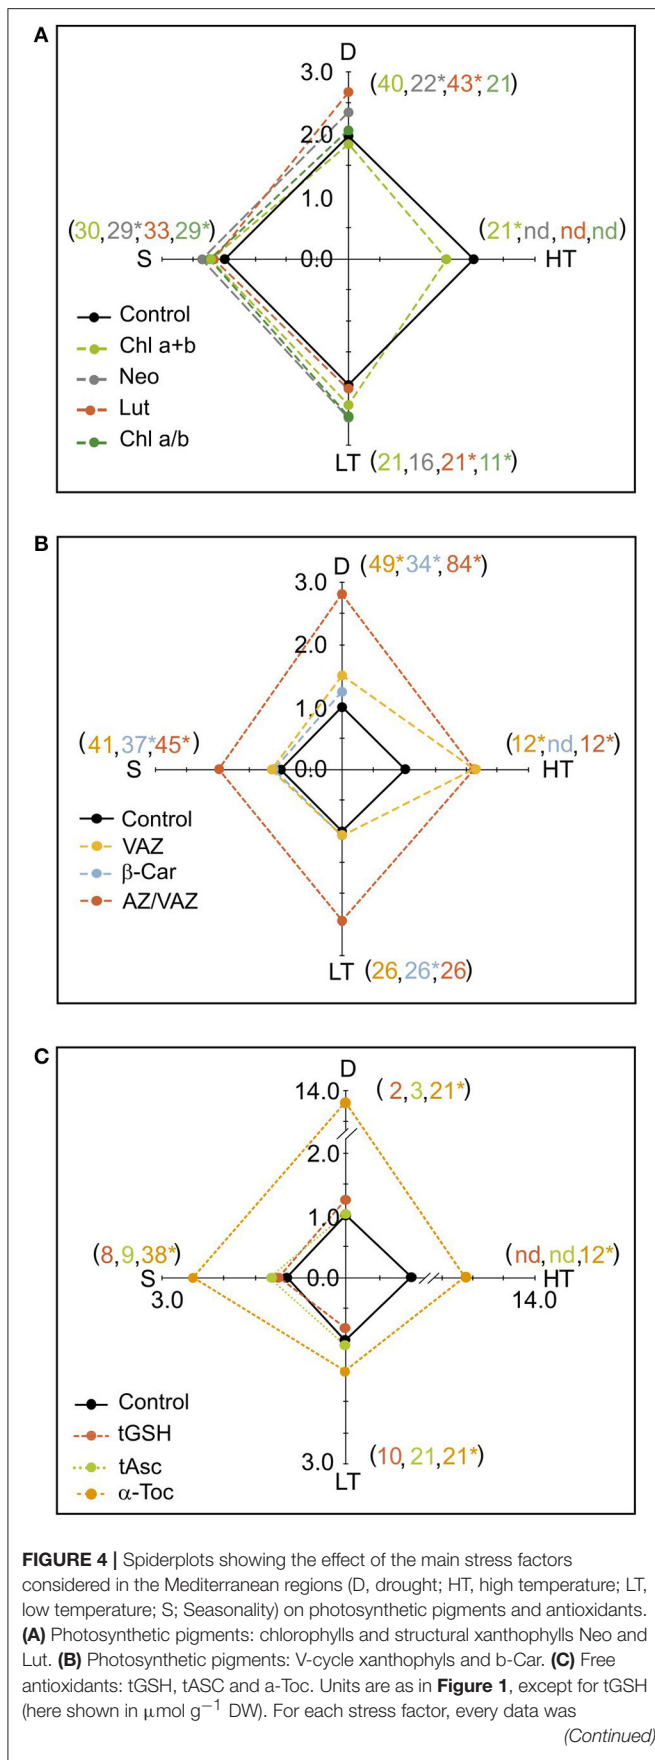 A
D
3.0 (40,22*,43*,21)
2.0
1.0
(30,29*,33,29*) (21*,nd,nd,nd)
S 0.0 HT
Control
Chl a+b
Neo
Lut
Chl a/b
LT (21,16,21*,11*)
B
D (49*,34*,84*)
3.0
2.0
1.0
(41,37*,45*) (12*,nd,12*)
S 0.0 HT
Control
VAZ
β-Car
AZ/VAZ
LT (26,26*,26)
C
D
14.0 (2,3,21*)
2.0
1.0
(8,9,38*) (nd,nd,12*)
S 0.0 HT
3.0 14.0
Control
tGSH
tAsc
α-Toc
3.0 (10,21,21*)
LT
FIGURE 4 | Spiderplots showing the effect of the main stress factors
considered in the Mediterranean regions (D, drought; HT, high temperature; LT,
low temperature; S; Seasonality) on photosynthetic pigments and antioxidants.
(A) Photosynthetic pigments: chlorophylls and structural xanthophylls Neo and
Lut. (B) Photosynthetic pigments: V-cycle xanthophyls and b-Car. (C) Free
antioxidants: tGSH, tASC and a-Toc. Units are as in Figure 1, except for tGSH
(here shown in μmol g⁻¹ DW). For each stress factor, every data was
(Continued)